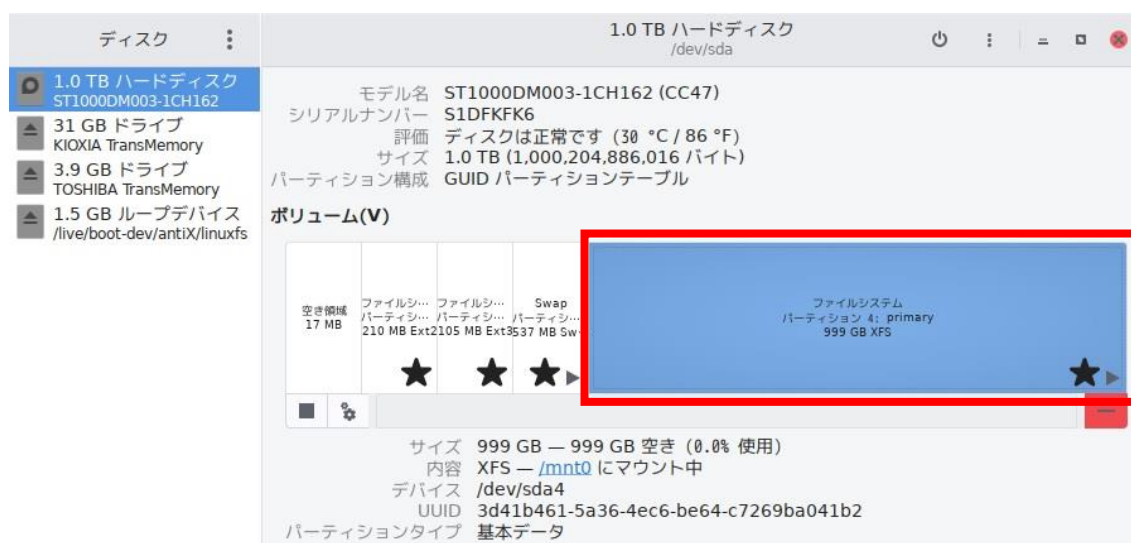 ディスク
1.0 TB ハードディスク
/dev/sda
1.0 TB ハードディスク
ST1000DM003-1CH162
31 GB ドライブ
KIOXIA TransMemory
3.9 GB ドライブ
TOSHIBA TransMemory
1.5 GB ループデバイス
/live/boot-dev/antiX/linuxfs
モデル名 ST1000DM003-1CH162 (CC47)
シリアルナンバー S1DFKFK6
評価 ディスクは正常です (30 °C / 86 °F)
サイズ 1.0 TB (1,000,204,886,016 バイト)
パーティション構成 GUID パーティションテーブル
ボリューム(V)
空き領域
17 MB
ファイルシ…
パーティシ…
210 MB Ext2
ファイルシ…
パーティシ…
105 MB Ext3
Swap
パーティシ…
537 MB Sw…
ファイルシステム
パーティション 4: primary
999 GB XFS
サイズ 999 GB — 999 GB 空き (0.0% 使用)
内容 XFS — /mnt0 にマウント中
デバイス /dev/sda4
UUID 3d41b461-5a36-4ec6-be64-c7269ba041b2
パーティションタイプ 基本データ